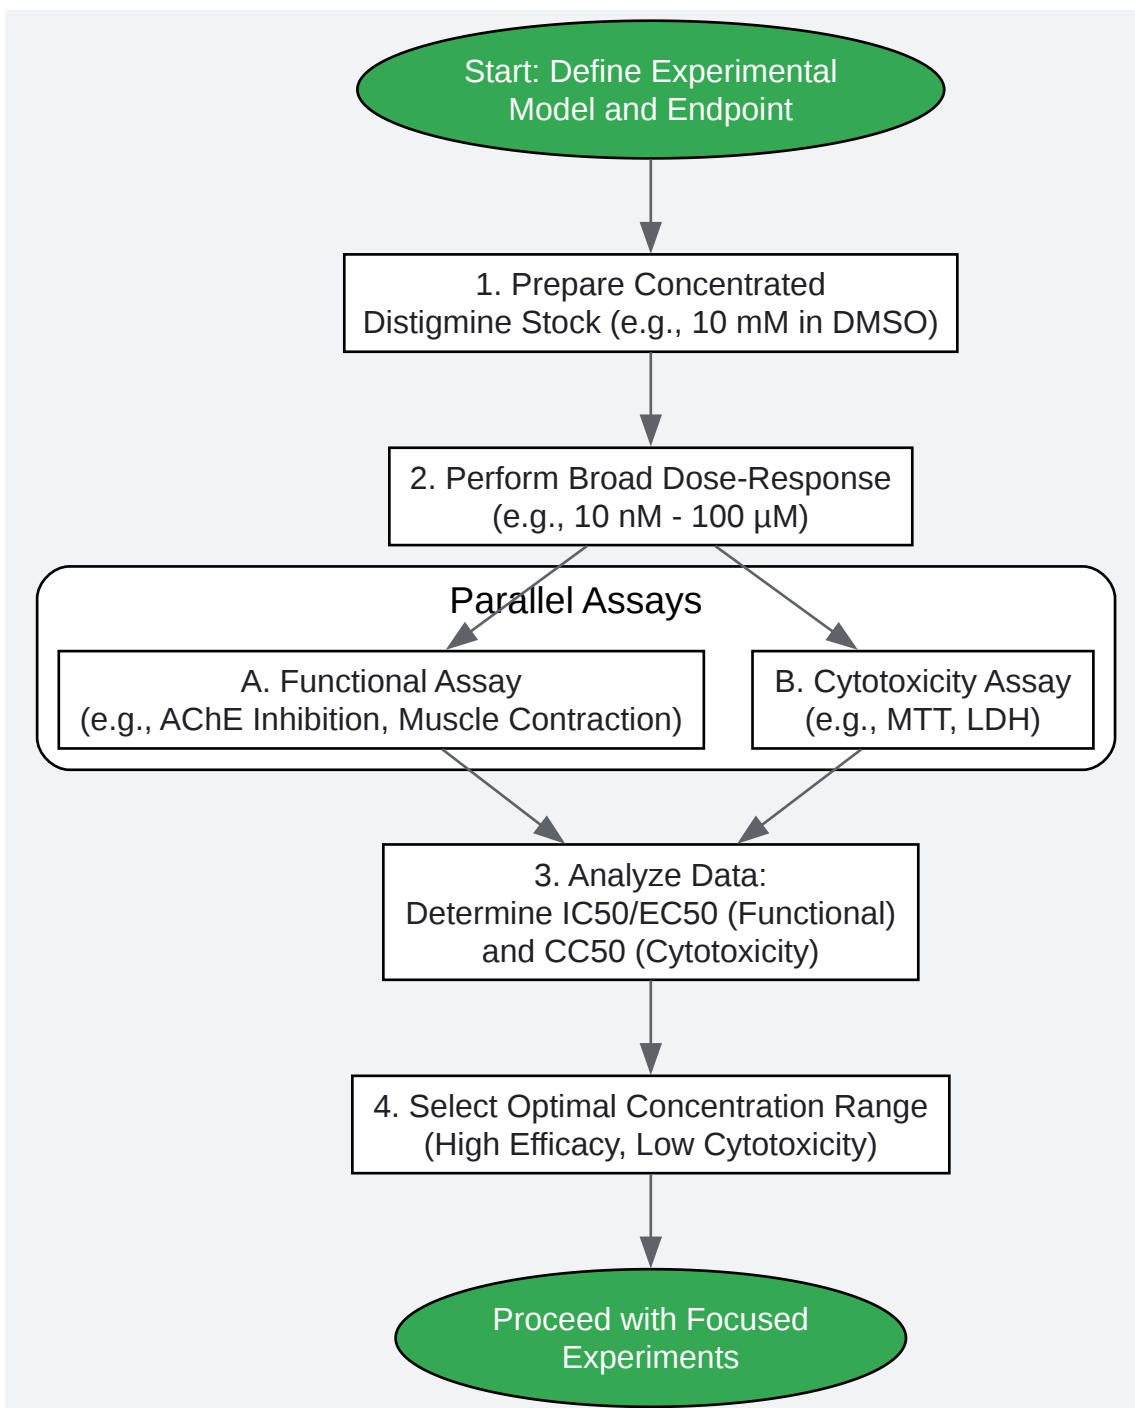 Start: Define Experimental
Model and Endpoint
1. Prepare Concentrated
Distigmine Stock (e.g., 10 mM in DMSO)
2. Perform Broad Dose-Response
(e.g., 10 nM - 100 µM)
Parallel Assays
A. Functional Assay
(e.g., AChE Inhibition, Muscle Contraction)
B. Cytotoxicity Assay
(e.g., MTT, LDH)
3. Analyze Data:
Determine IC50/EC50 (Functional)
and CC50 (Cytotoxicity)
4. Select Optimal Concentration Range
(High Efficacy, Low Cytotoxicity)
Proceed with Focused
Experiments